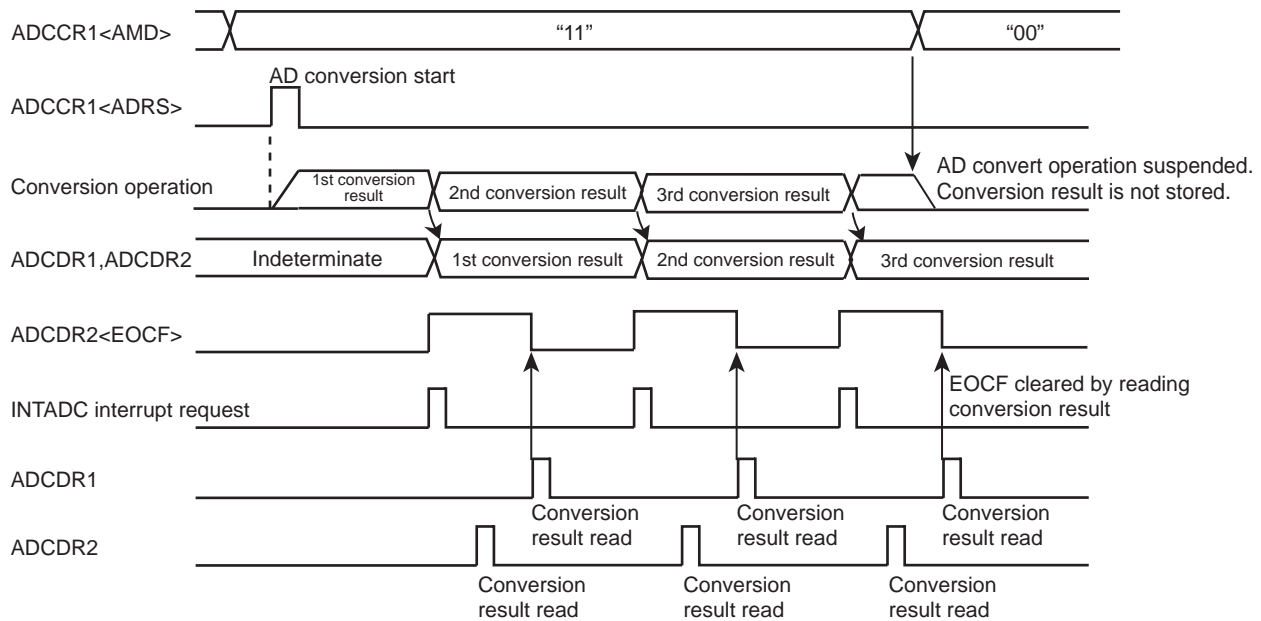 ADCCR1<AMD>
“11”
“00”
AD conversion start
ADCCR1<ADRS>
Conversion operation
1st conversion
result
2nd conversion result
3rd conversion result
AD convert operation suspended.
Conversion result is not stored.
ADCDR1,ADCDR2
Indeterminate
1st conversion result
2nd conversion result
3rd conversion result
ADCDR2<EOCF>
EOCF cleared by reading
conversion result
INTADC interrupt request
ADCDR1
Conversion
result read
Conversion
result read
Conversion
result read
ADCDR2
Conversion
result read
Conversion
result read
Conversion
result read